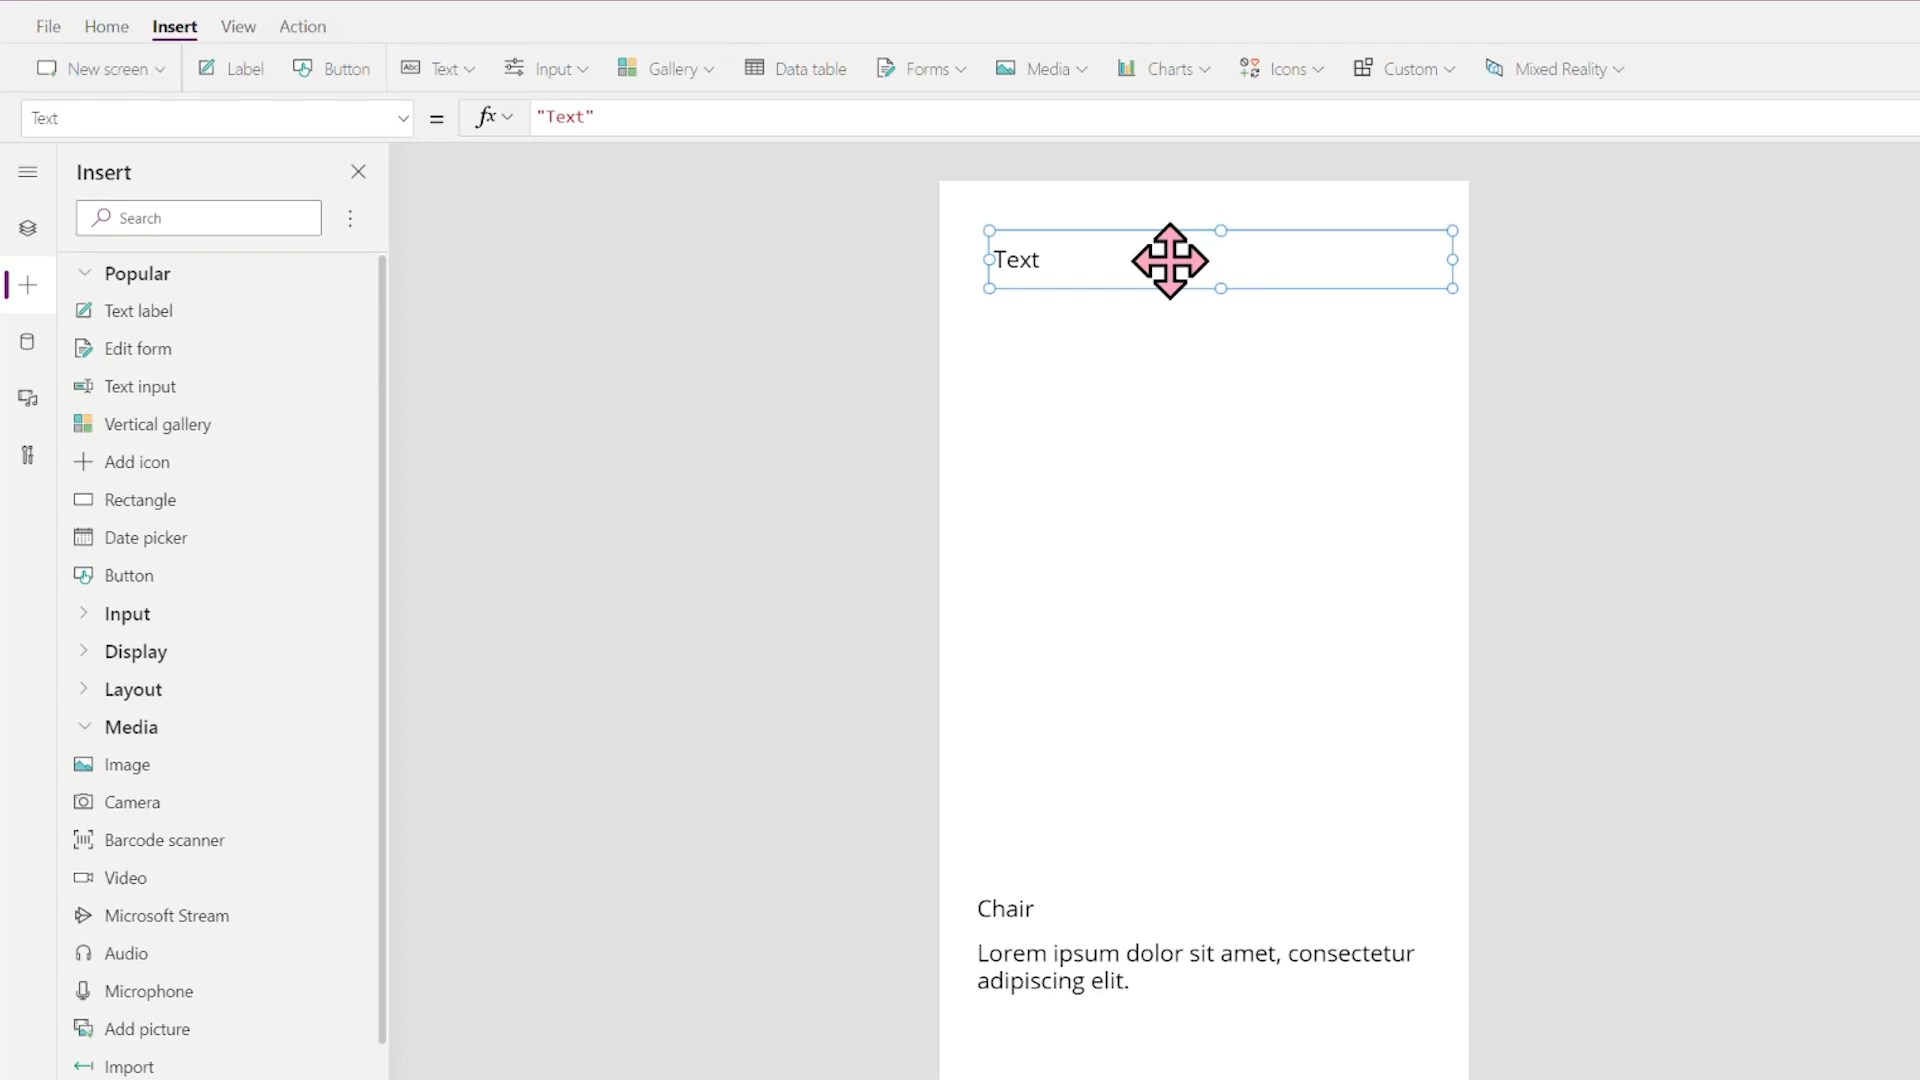 File Home Insert View Action
New screen Label Button Text Input Gallery Data table Forms Media Charts Icons Custom Mixed Reality
Text = fx "Text"
Insert
Search
Popular
Text label
Edit form
Text input
Vertical gallery
Add icon
Rectangle
Date picker
Button
Input
Display
Layout
Media
Image
Camera
Barcode scanner
Video
Microsoft Stream
Audio
Microphone
Add picture
Import
Text
Chair
Lorem ipsum dolor sit amet, consectetur
adipiscing elit.